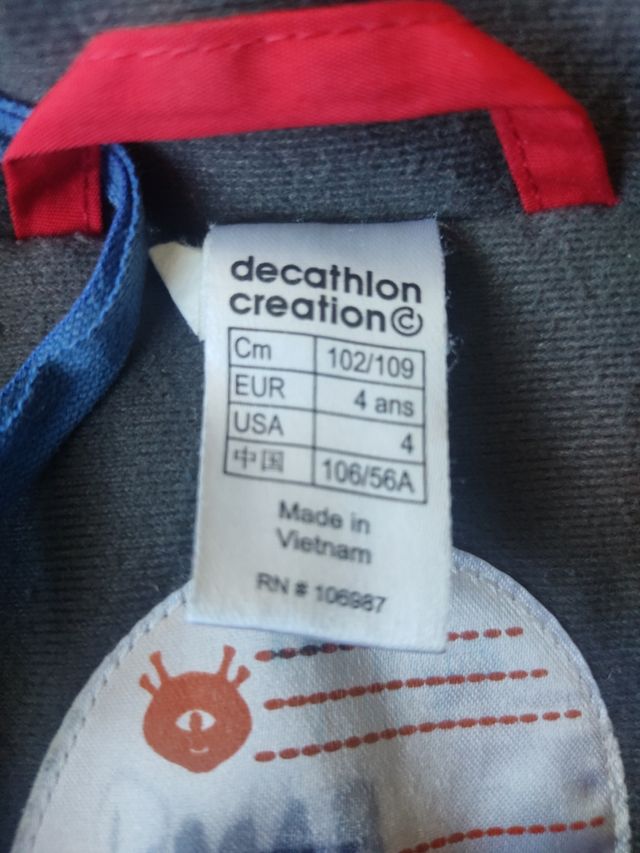 decathlon
creation©
Cm 102/109
EUR 4 ans
USA 4
中国 106/56A
Made in
Vietnam
RN # 106987